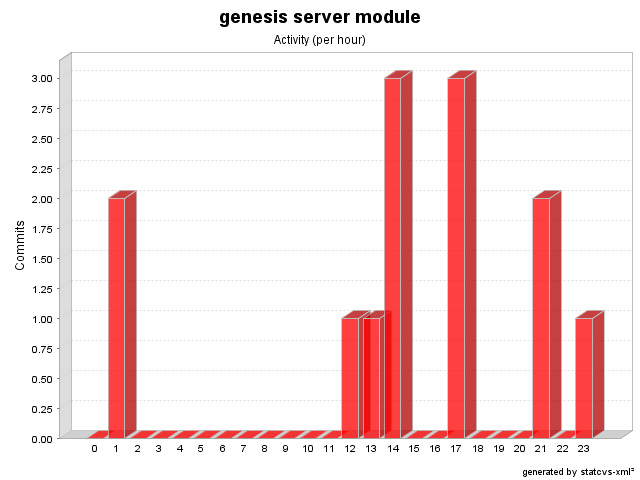 genesis server module
Activity (per hour)
Commits
3.00
2.75
2.50
2.25
2.00
1.75
1.50
1.25
1.00
0.75
0.50
0.25
0.00
0 1 2 3 4 5 6 7 8 9 10 11 12 13 14 15 16 17 18 19 20 21 22 23
generated by statcvs-xml²